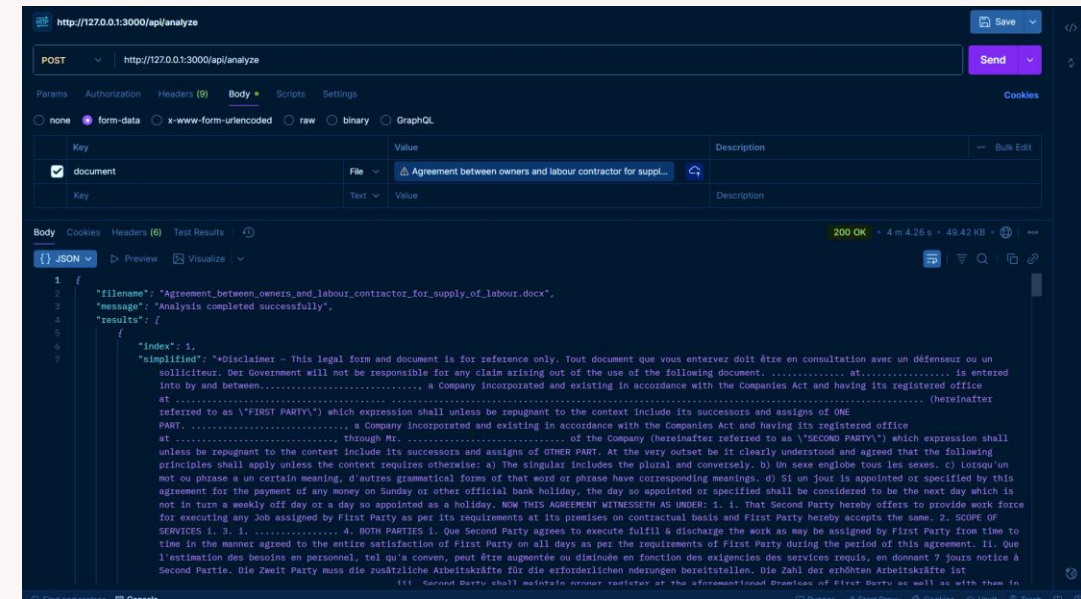 http://127.0.0.1:3000/api/analyze
Save
POST http://127.0.0.1:3000/api/analyze
Send
Params Authorization Headers (9) Body Scripts Settings
Cookies
none form-data x-www-form-urlencoded raw binary GraphQL
Key Value Description Bulk Edit
document File Agreement between owners and labour contractor for suppl...
Key Text Value Description
Body Cookies Headers (6) Test Results
200 OK 4 m 4.26 s 49.42 KB
{} JSON Preview Visualize
1 {
2 "filename": "Agreement_between_owners_and_labour_contractor_for_supply_of_labour.docx",
3 "message": "Analysis completed successfully",
4 "results": [
5 {
6 "index": 1,
7 "simplified": "*Disclaimer - This legal form and document is for reference only. Tout document que vous entervez doit être en consultation avec un défenseur ou un
solliciteur. Der Government will not be responsible for any claim arising out of the use of the following document. .............. at................. is entered
into by and between............................, a Company incorporated and existing in accordance with the Companies Act and having its registered office
at ................................... ............................................................................................... (hereinafter
referred to as \"FIRST PARTY\") which expression shall unless be repugnant to the context include its successors and assigns of ONE
PART. ..........................., a Company incorporated and existing in accordance with the Companies Act and having its registered office
at ............................, through Mr. ............................. of the Company (hereinafter referred to as \"SECOND PARTY\") which expression shall
unless be repugnant to the context include its successors and assigns of OTHER PART. At the very outset be it clearly understood and agreed that the following
principles shall apply unless the context requires otherwise: a) The singular includes the plural and conversely. b) Un sexe englobe tous les sexes. c) Lorsqu'un
mot ou phrase a un certain meaning, d'autres grammatical forms of that word or phrase have corresponding meanings. d) Si un jour is appointed or specified by this
agreement for the payment of any money on Sunday or other official bank holiday, the day so appointed or specified shall be considered to be the next day which is
not in turn a weekly off day or a day so appointed as a holiday. NOW THIS AGREEMENT WITNESSETH AS UNDER: 1. i. That Second Party hereby offers to provide work force
for executing any Job assigned by First Party as per its requirements at its premises on contractual basis and First Party hereby accepts the same. 2. SCOPE OF
SERVICES i. 3. i. ............... 4. BOTH PARTIES i. Que Second Party agrees to execute fulfil & discharge the work as may be assigned by First Party from time to
time in the manner agreed to the entire satisfaction of First Party on all days as per the requirements of First Party during the period of this agreement. Ii. Que
l'estimation des besoins en personnel, tel qu'a conven, peut être augmentée ou diminuée en fonction des exigencies des services requis, en donnant 7 jours notice à
Second Partie. Die Zweit Party muss die zusätzliche Arbeitskräfte für die erforderlichen nderungen bereitstellen. Die Zahl der erhöhten Arbeitskräfte ist
iii. Second Party shall maintain proper register at the aforementioned Premises of First Party as well as with them in
Find and replace Console